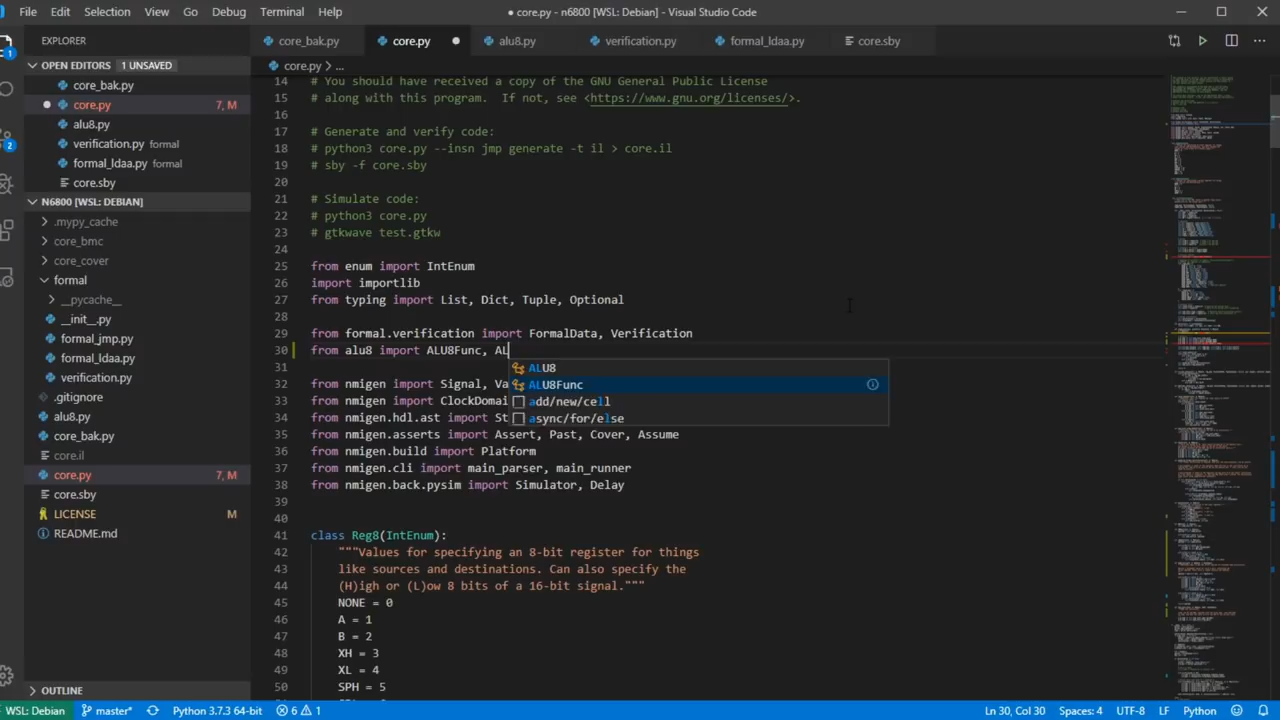 File Edit Selection View Go Debug Terminal Help
● core.py - n6800 [WSL: Debian] - Visual Studio Code
EXPLORER
OPEN EDITORS 1 UNSAVED
core_bak.py
core.py 7, M
alu8.py
verification.py formal
formal_ldaa.py formal
core.sby
N6800 [WSL: DEBIAN]
.mypy_cache
core_bmc
core_cover
formal
__pycache__
__init__.py
formal_jmp.py
formal_ldaa.py
verification.py
.gitignore
alu8.py
core_bak.py
core.il
core.py 7, M
core.sby
LICENSE M
README.md
OUTLINE
1
2
core_bak.py core.py ● alu8.py verification.py formal_ldaa.py core.sby
core.py > ...
14 # You should have received a copy of the GNU General Public License
15 # along with this program.  If not, see <https://www.gnu.org/licenses/>.
16
17 # Generate and verify code:
18 # python3 core.py --insn jmp generate -t il > core.il
19 # sby -f core.sby
20
21 # Simulate code:
22 # python3 core.py
23 # gtkwave test.gtkw
24
25 from enum import IntEnum
26 import importlib
27 from typing import List, Dict, Tuple, Optional
28
29 from formal.verification import FormalData, Verification
30 from alu8 import ALU8Func, Al
31
32 from nmigen import Signal, Va
33 from nmigen import ClockDo
34 from nmigen.hdl.ast import St
35 from nmigen.asserts import Assert, Past, Cover, Assume
36 from nmigen.build import Platform
37 from nmigen.cli import main_parser, main_runner
38 from nmigen.back.pysim import Simulator, Delay
39
40
41 class Reg8(IntEnum):
42 """Values for specifying an 8-bit register for things
43 like sources and destinations. Can also specify the
44 (H)igh or (L)ow 8 bits of a 16-bit signal."""
45 NONE = 0
46 A = 1
47 B = 2
48 XH = 3
49 XL = 4
50 SPH = 5
ALU8
ALU8Func
add/new/cell
async/for/else
WSL: Debian master* Python 3.7.3 64-bit 6 1 Ln 30, Col 30 Spaces: 4 UTF-8 LF Python